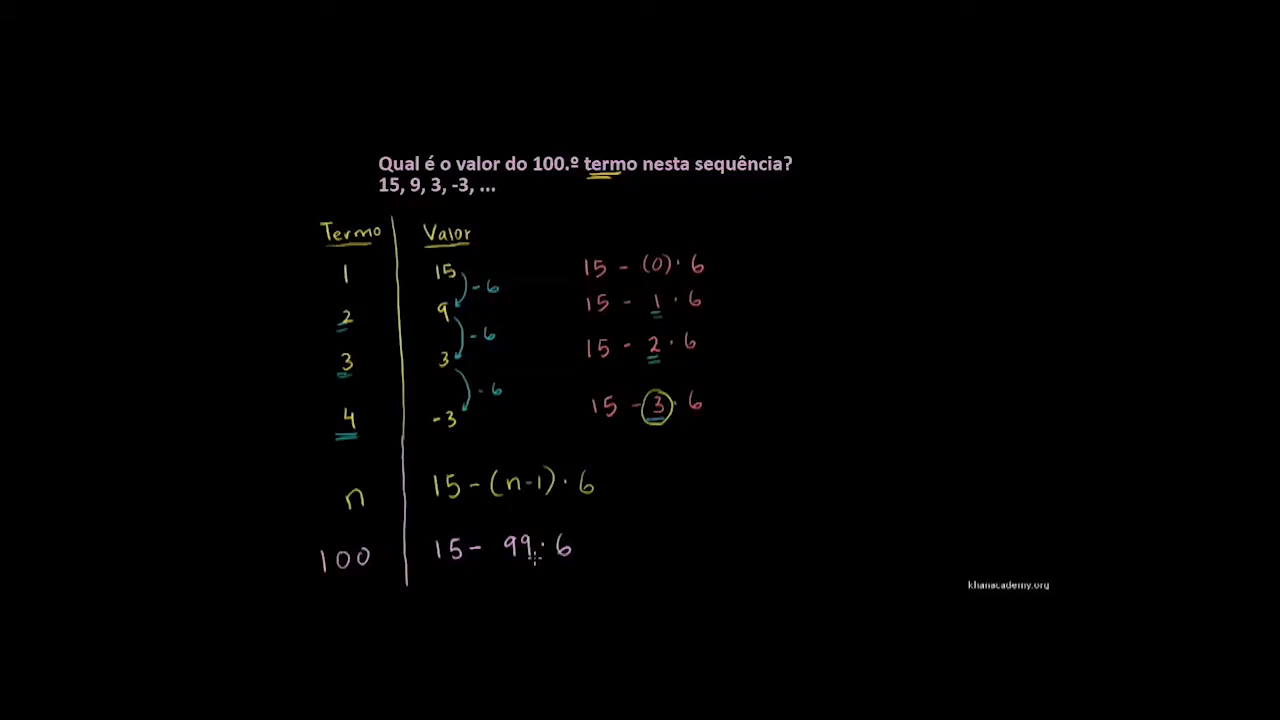 Qual é o valor do 100.º termo nesta sequência?
15, 9, 3, -3, ...
Termo Valor
1 15 15 - (0) · 6
- 6
2 9 15 - 1 · 6
- 6
3 3 15 - 2 · 6
- 6
4 -3 15 - 3 · 6
n 15 - (n-1) · 6
100 15 - 99 · 6
khanacademy.org